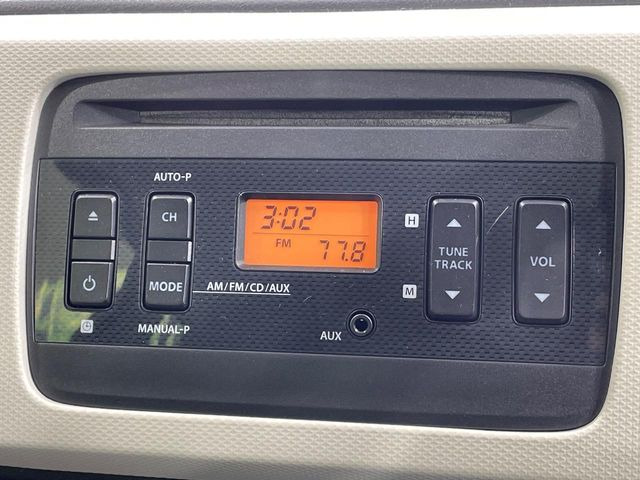 AUTO-P
CH
MODE
MANUAL-P
AM/FM/CD/AUX
3:02
FM 77.8
AUX
H
M
TUNE
TRACK
VOL